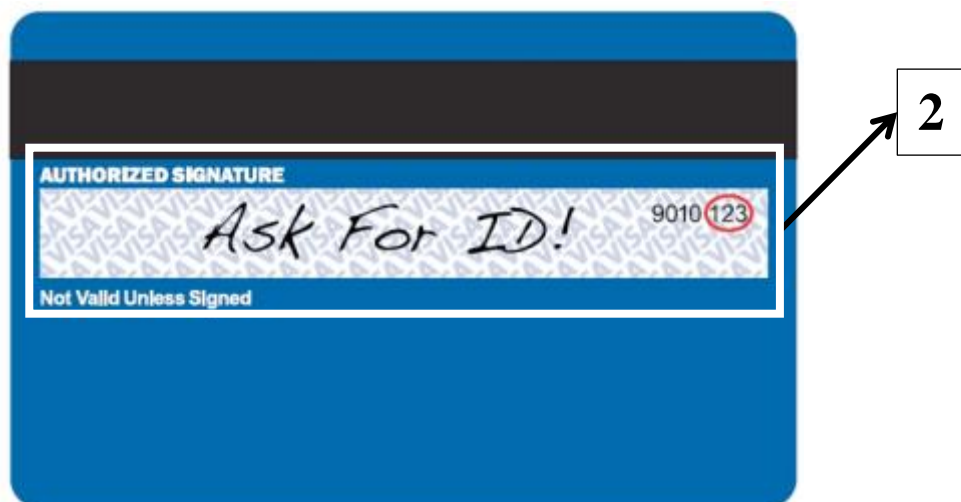 AUTHORIZED SIGNATURE
Ask For ID! 9010 123
Not Valid Unless Signed
2